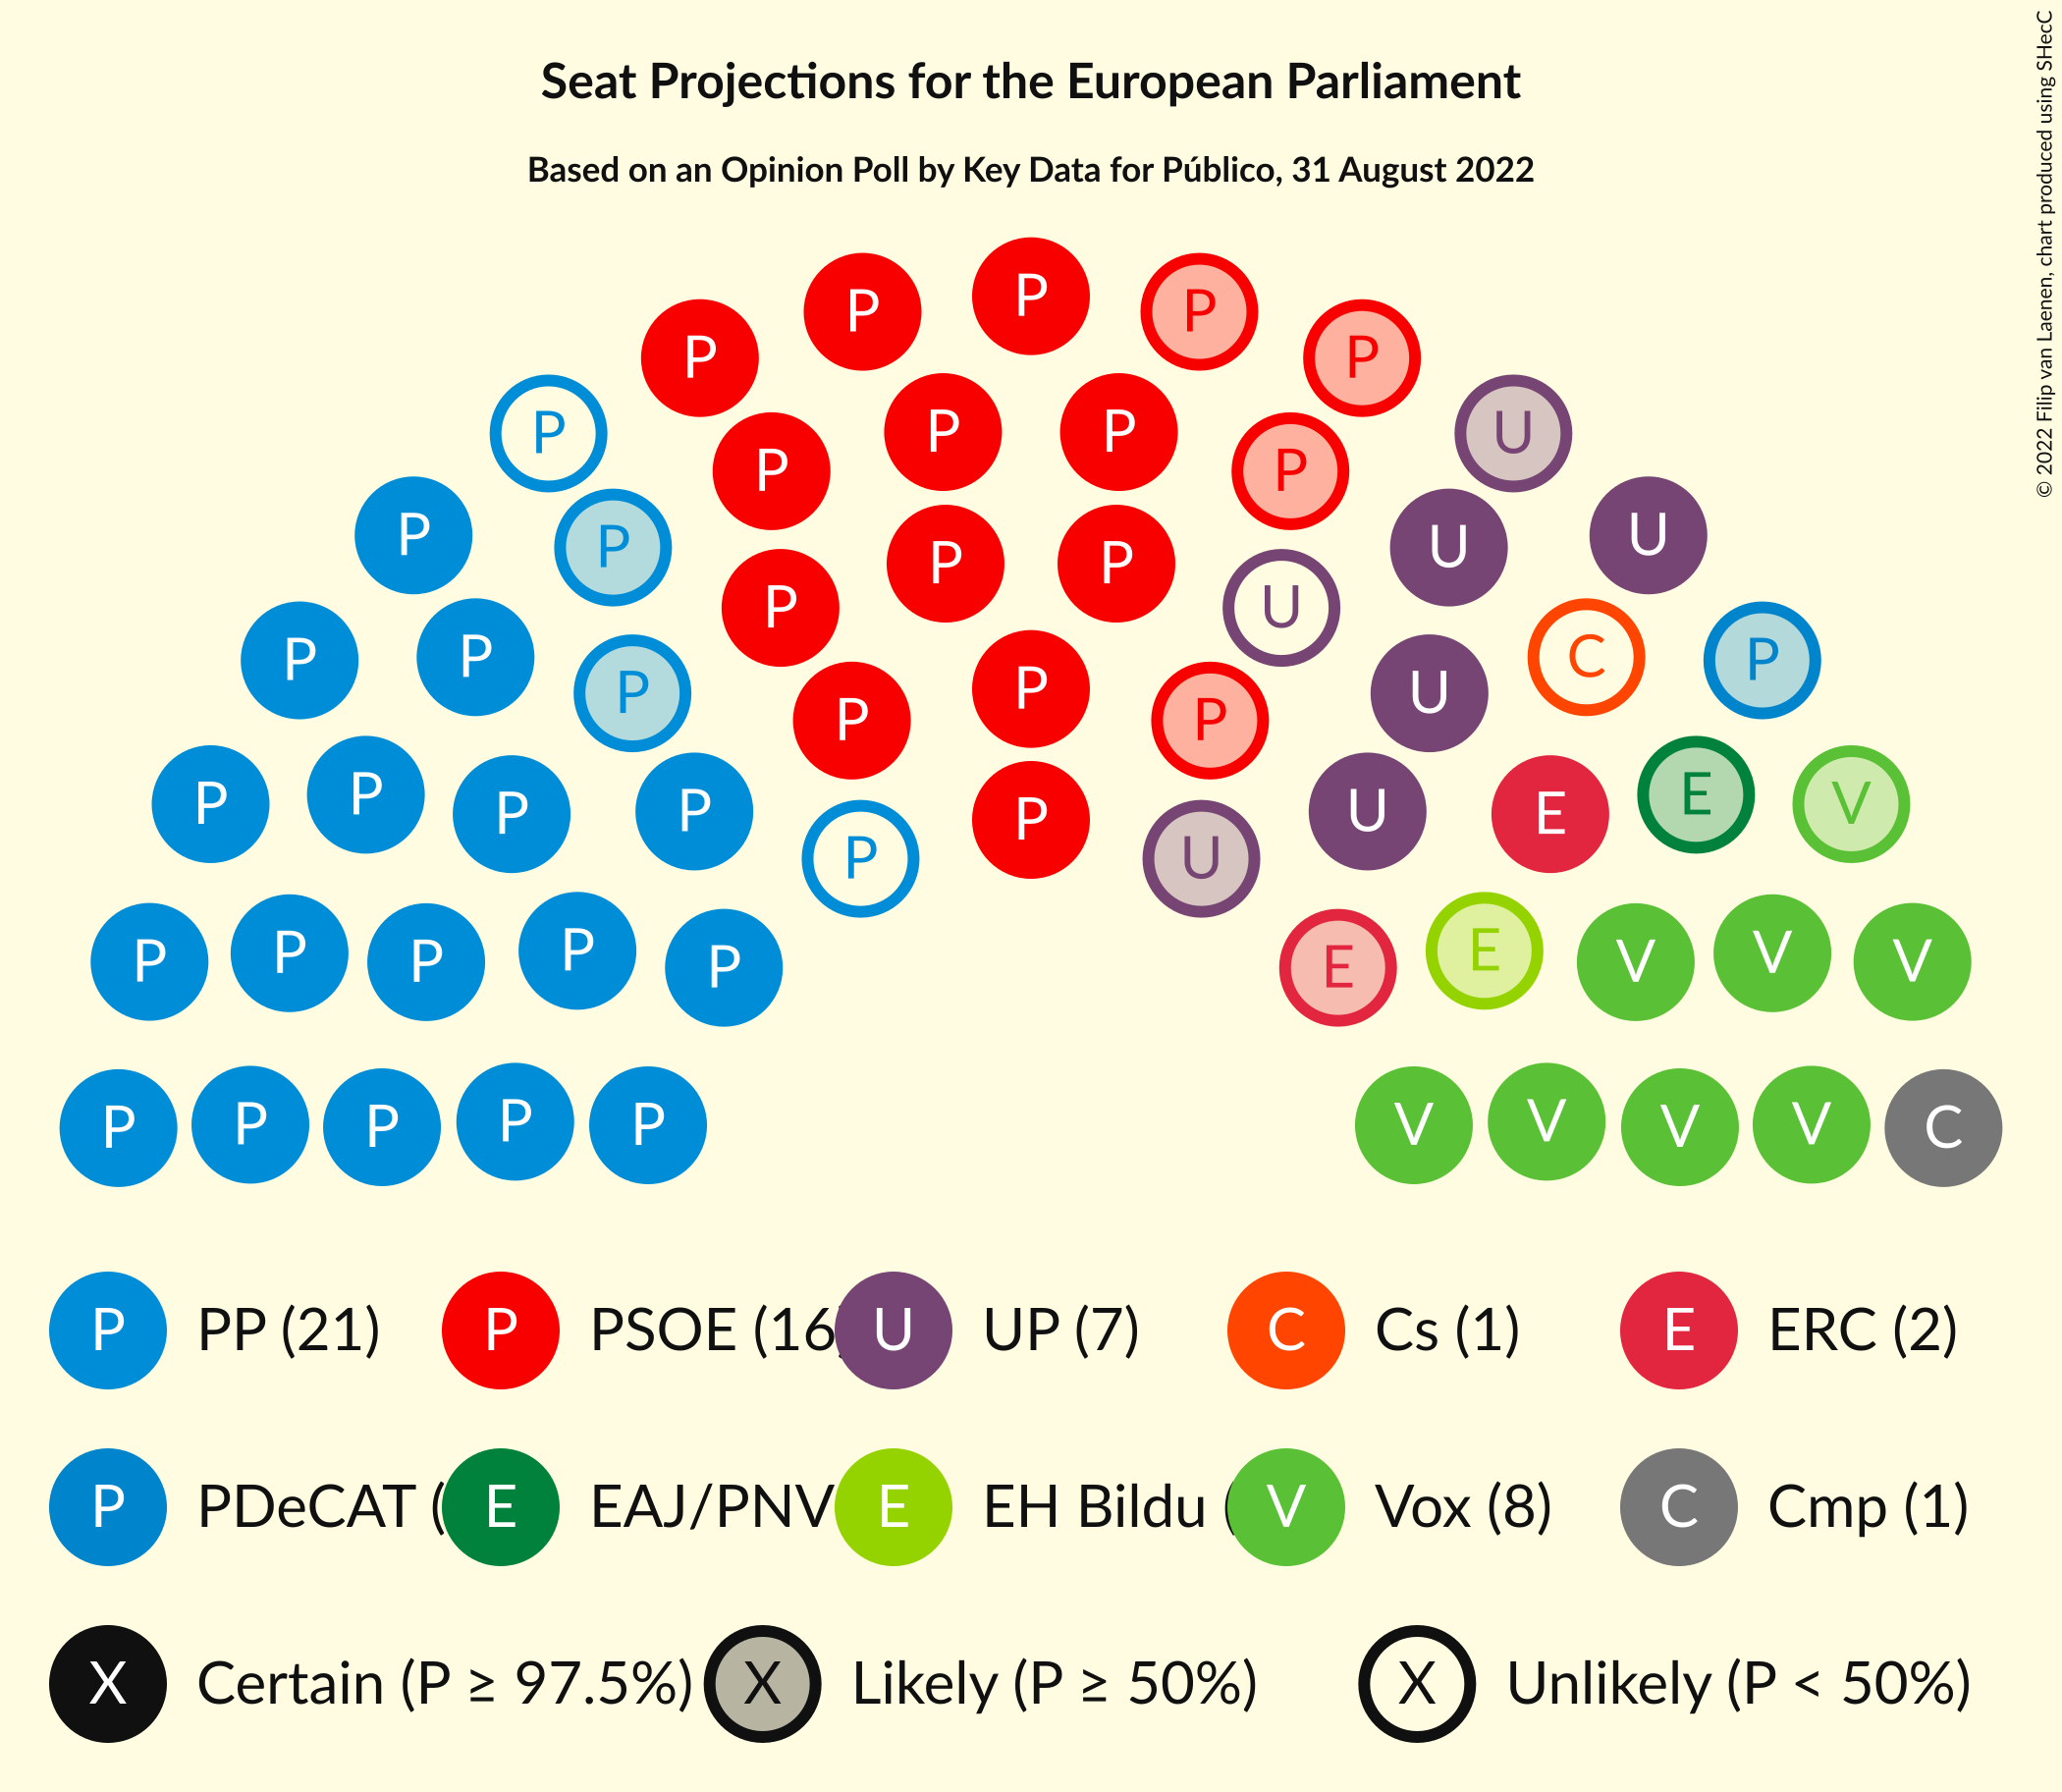 © 2022 Filip van Laenen, chart produced using SHecC
Seat Projections for the European Parliament
Based on an Opinion Poll by Key Data for Público, 31 August 2022
P
P P
P P
P P P U
P P
P P P P U U
P U
P P P P U C P
P P
P P P P P U E E V
P U
P P P P P E E V V V
P P P P P V V V V C
P PP (21) P PSOE (16 U UP (7) C Cs (1) E ERC (2)
P PDeCAT ( E EAJ/PNV E EH Bildu ( V Vox (8) C Cmp (1)
X Certain (P ≥ 97.5%) X Likely (P ≥ 50%) X Unlikely (P < 50%)